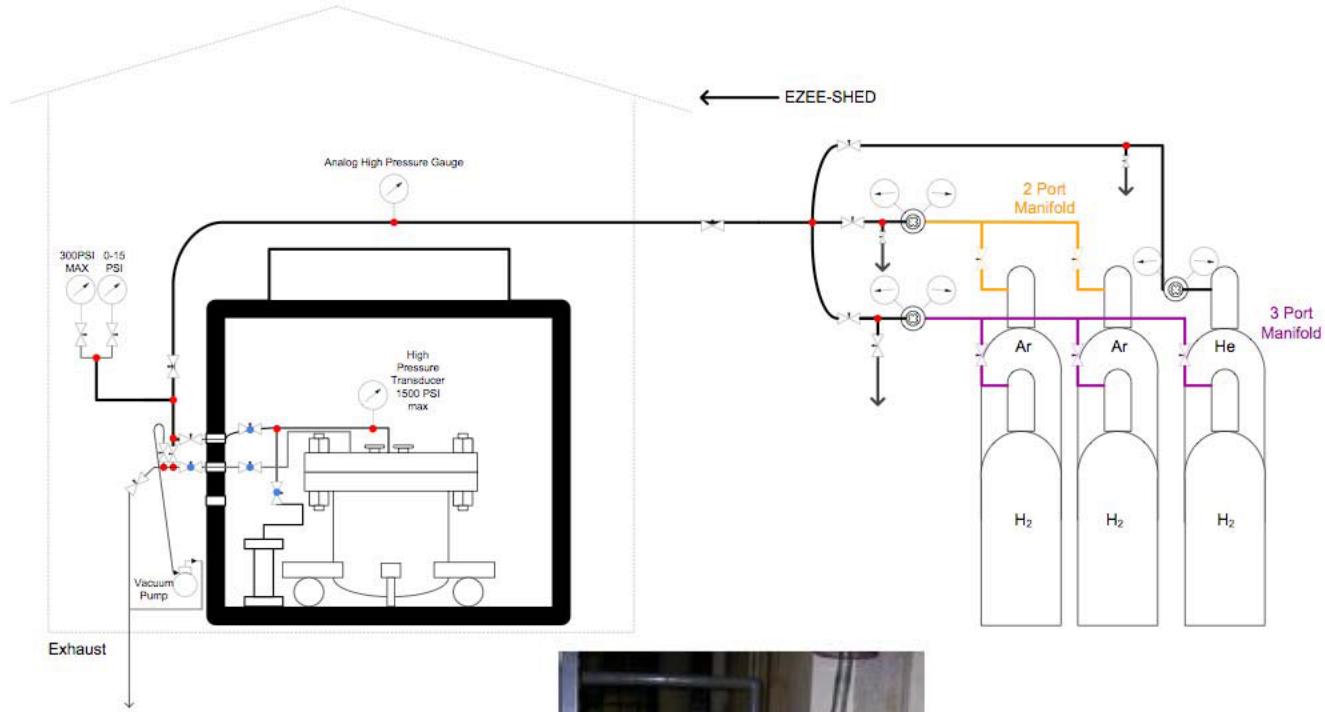 EZEE-SHED
Analog High Pressure Gauge
2 Port
Manifold
300PSI
MAX
0-15
PSI
3 Port
Manifold
Ar
Ar
He
High
Pressure
Transducer
1500 PSI
max
H₂
H₂
H₂
Vacuum
Pump
Exhaust